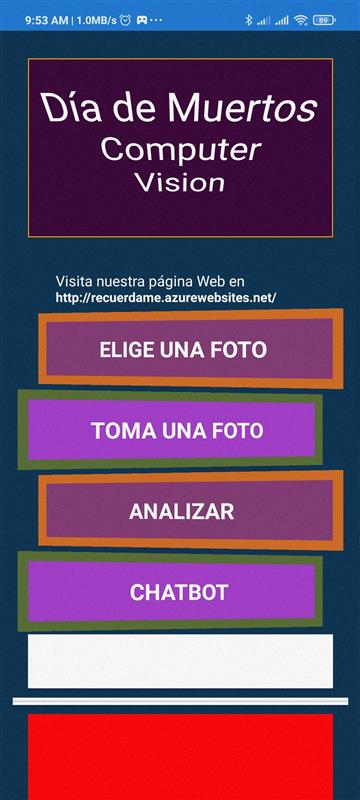 9:53 AM | 1.0MB/s ...
89
Día de Muertos
Computer
Vision
Visita nuestra página Web en
http://recuerdame.azurewebsites.net/
ELIGE UNA FOTO
TOMA UNA FOTO
ANALIZAR
CHATBOT